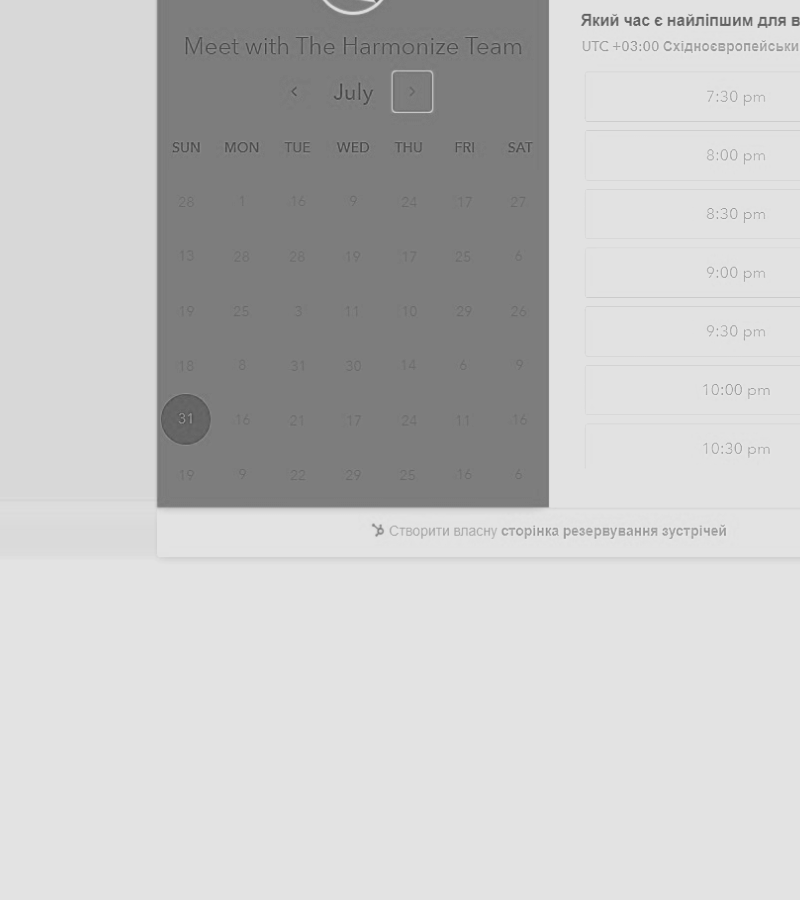 Meet with The Harmonize Team
July
SUN MON TUE WED THU FRI SAT
28 1 16 9 24 17 27
13 28 19 17 25 6
19 25 3 11 10 29 26
18 8 31 30 14 6 9
31 16 21 17 24 11 16
19 9 22 29 25 16 6
Який час є найліпшим для в
UTC +03:00 Східноєвропейськи
7:30 pm
8:00 pm
8:30 pm
9:00 pm
9:30 pm
10:00 pm
10:30 pm
Створити власну сторінка резервування зустрічей